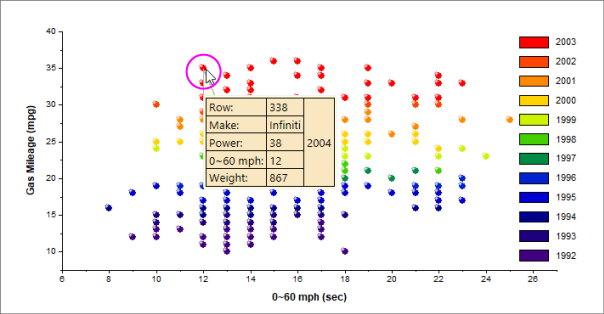 40
35
30
25
20
15
10
Gas Mileage (mpg)
Row: 338
Make: Infiniti
Power: 38
0~60 mph: 12
Weight: 867
2004
2003
2002
2001
2000
1999
1998
1997
1996
1995
1994
1993
1992
6 8 10 12 14 16 18 20 22 24 26
0~60 mph (sec)